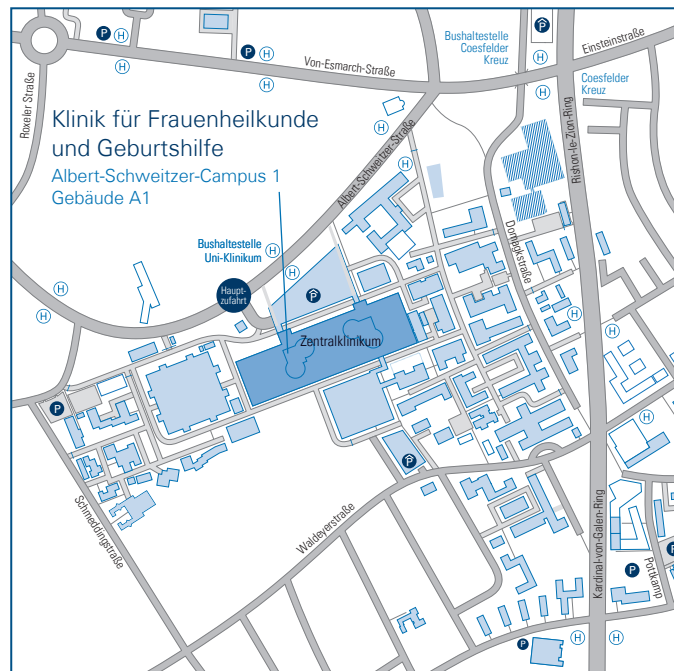 P
H
P
H
H
H
P
Bushaltestelle
Coesfelder
Kreuz
H
H
Einsteinstraße
Von-Esmarch-Straße
Roxeler Straße
Coesfelder
Kreuz
H
H
Klinik für Frauenheilkunde
und Geburtshilfe
Albert-Schweitzer-Campus 1
Gebäude A1
H
H
Albert-Schweitzer-Straße
Rishon-le-Zion-Ring
Domagkstraße
Bushaltestelle
Uni-Klinikum
H
H
Haupt-
zufahrt
P
H
H
Zentralklinikum
H
H
P
H
H
P
Schmeddingstraße
Waldeyerstraße
Kardinal-von-Galen-Ring
Pottkamp
P
P
P
H
H